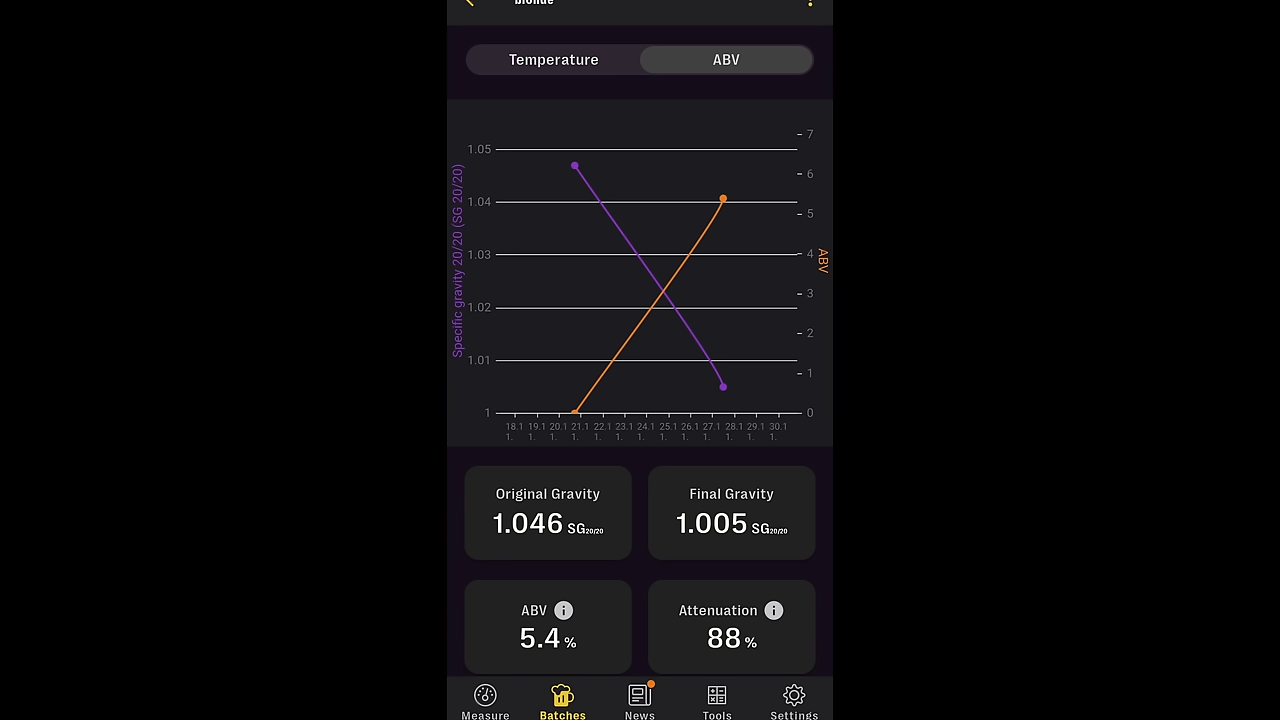 blonde
Temperature ABV
7
1.05
6
1.04
5
1.03
4
3
1.02
2
1.01
1
1
0
Specific gravity 20/20 (SG 20/20)
ABV
18.1 19.1 20.1 21.1 22.1 23.1 24.1 25.1 26.1 27.1 28.1 29.1 30.1
1. 1. 1. 1. 1. 1. 1. 1. 1. 1. 1. 1. 1.
Original Gravity
1.046 SG20/20
Final Gravity
1.005 SG20/20
ABV i
5.4 %
Attenuation i
88 %
Measure Batches News Tools Settings